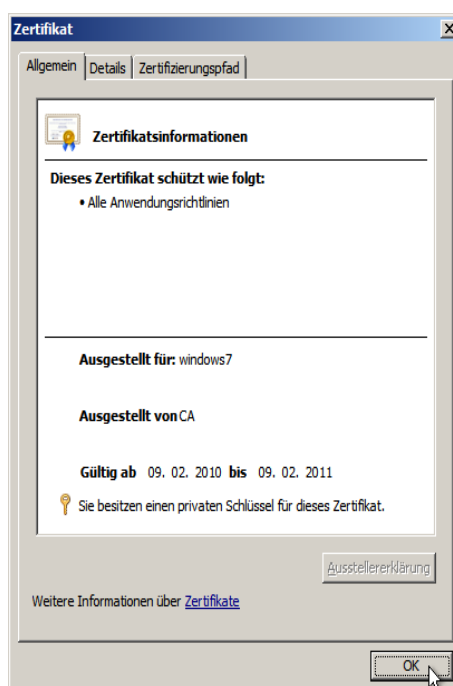 Zertifikat
Allgemein Details Zertifizierungspfad
Zertifikatsinformationen
Dieses Zertifikat schützt wie folgt:
• Alle Anwendungsrichtlinien
Ausgestellt für: windows7
Ausgestellt von CA
Gültig ab 09. 02. 2010 bis 09. 02. 2011
Sie besitzen einen privaten Schlüssel für dieses Zertifikat.
Ausstellererklärung
Weitere Informationen über Zertifikate
OK